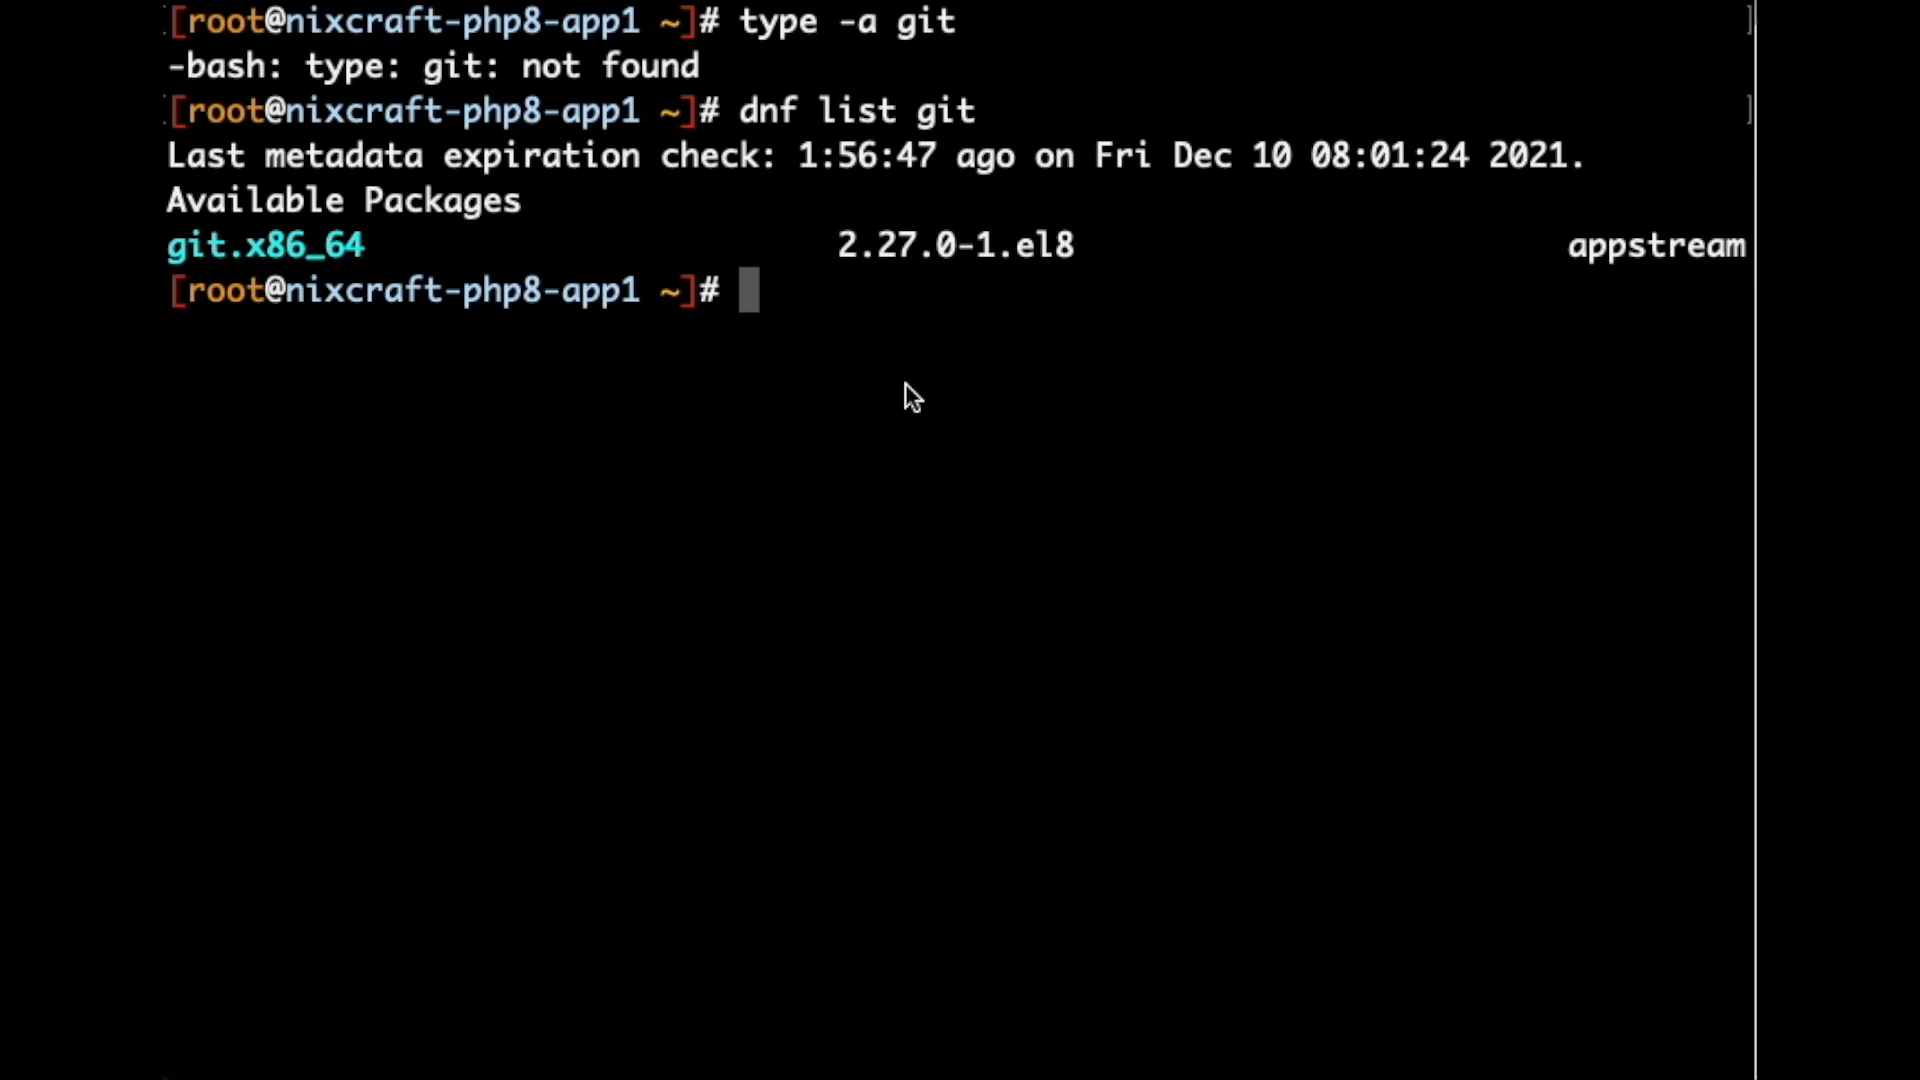 [root@nixcraft-php8-app1 ~]# type -a git ]
-bash: type: git: not found
[root@nixcraft-php8-app1 ~]# dnf list git ]
Last metadata expiration check: 1:56:47 ago on Fri Dec 10 08:01:24 2021.
Available Packages
git.x86_64 2.27.0-1.el8 appstream
[root@nixcraft-php8-app1 ~]#